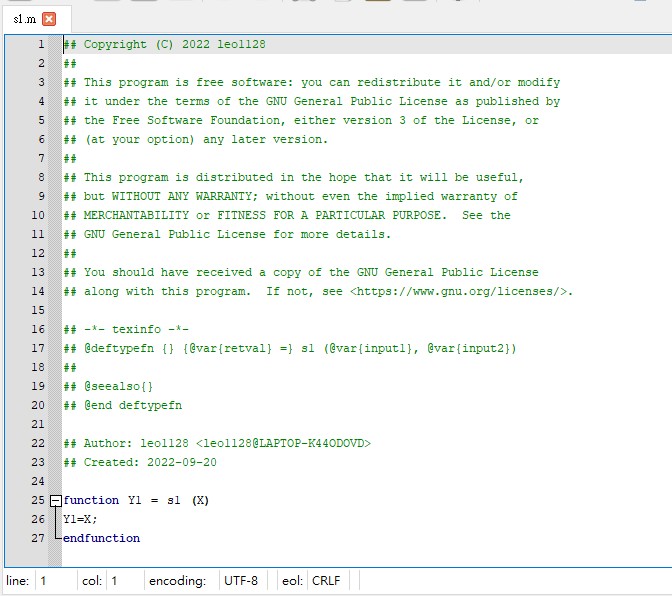 s1.m
1 ## Copyright (C) 2022 leo1128
2 ##
3 ## This program is free software: you can redistribute it and/or modify
4 ## it under the terms of the GNU General Public License as published by
5 ## the Free Software Foundation, either version 3 of the License, or
6 ## (at your option) any later version.
7 ##
8 ## This program is distributed in the hope that it will be useful,
9 ## but WITHOUT ANY WARRANTY; without even the implied warranty of
10 ## MERCHANTABILITY or FITNESS FOR A PARTICULAR PURPOSE.  See the
11 ## GNU General Public License for more details.
12 ##
13 ## You should have received a copy of the GNU General Public License
14 ## along with this program.  If not, see <https://www.gnu.org/licenses/>.
15
16 ## -*- texinfo -*-
17 ## @deftypefn {} {@var{retval} =} s1 (@var{input1}, @var{input2})
18 ##
19 ## @seealso{}
20 ## @end deftypefn
21
22 ## Author: leo1128 <leo1128@LAPTOP-K44ODOVD>
23 ## Created: 2022-09-20
24
25 function Y1 = s1 (X)
26 Y1=X;
27 endfunction
line: 1 col: 1 encoding: UTF-8 eol: CRLF